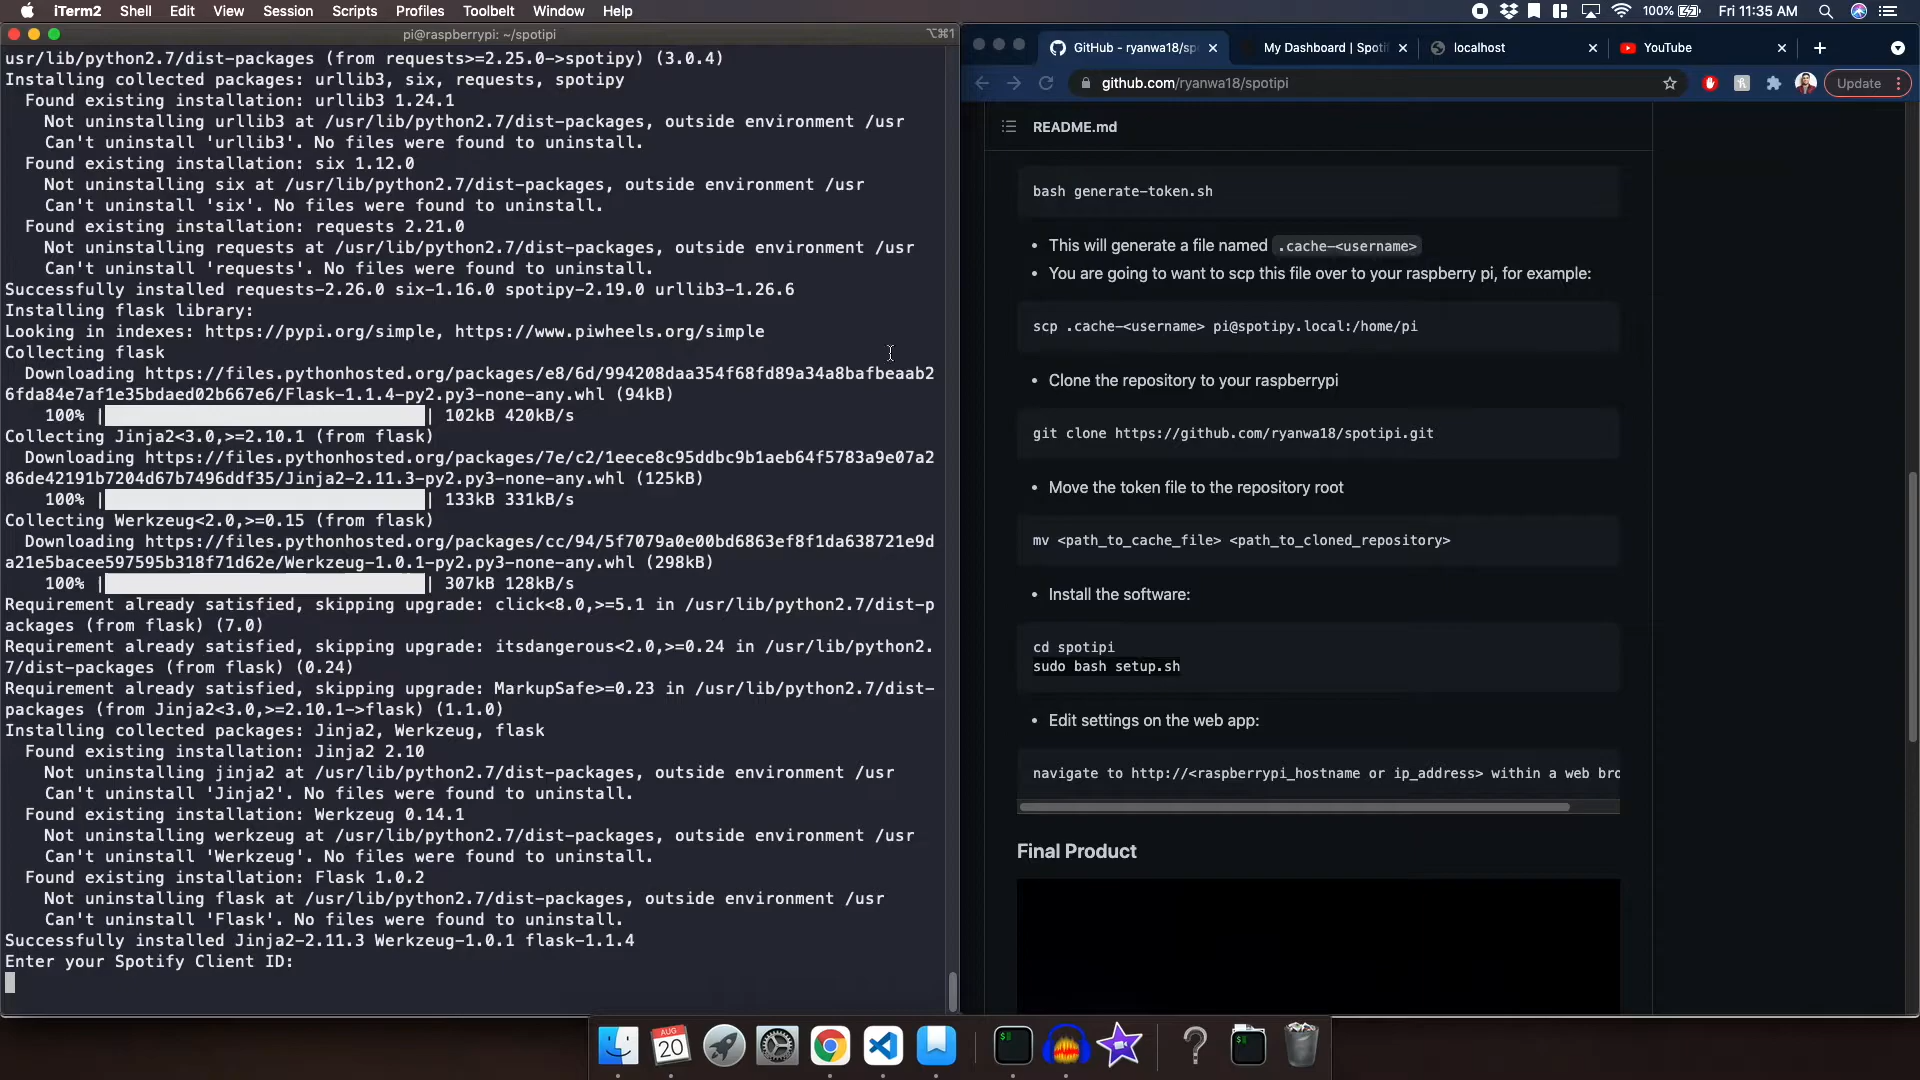 iTerm2 Shell Edit View Session Scripts Profiles Toolbelt Window Help
100% Fri 11:35 AM
pi@raspberrypi: ~/spotipi
⌥⌘1
usr/lib/python2.7/dist-packages (from requests>=2.25.0->spotipy) (3.0.4)
Installing collected packages: urllib3, six, requests, spotipy
Found existing installation: urllib3 1.24.1
Not uninstalling urllib3 at /usr/lib/python2.7/dist-packages, outside environment /usr
Can't uninstall 'urllib3'. No files were found to uninstall.
Found existing installation: six 1.12.0
Not uninstalling six at /usr/lib/python2.7/dist-packages, outside environment /usr
Can't uninstall 'six'. No files were found to uninstall.
Found existing installation: requests 2.21.0
Not uninstalling requests at /usr/lib/python2.7/dist-packages, outside environment /usr
Can't uninstall 'requests'. No files were found to uninstall.
Successfully installed requests-2.26.0 six-1.16.0 spotipy-2.19.0 urllib3-1.26.6
Installing flask library:
Looking in indexes: https://pypi.org/simple, https://www.piwheels.org/simple
Collecting flask
Downloading https://files.pythonhosted.org/packages/e8/6d/994208daa354f68fd89a34a8bafbeaab2
6fda84e7af1e35bdaed02b667e6/Flask-1.1.4-py2.py3-none-any.whl (94kB)
100% | | 102kB 420kB/s
Collecting Jinja2<3.0,>=2.10.1 (from flask)
Downloading https://files.pythonhosted.org/packages/7e/c2/1eece8c95ddbc9b1aeb64f5783a9e07a2
86de42191b7204d67b7496ddf35/Jinja2-2.11.3-py2.py3-none-any.whl (125kB)
100% | | 133kB 331kB/s
Collecting Werkzeug<2.0,>=0.15 (from flask)
Downloading https://files.pythonhosted.org/packages/cc/94/5f7079a0e00bd6863ef8f1da638721e9d
a21e5bacee597595b318f71d62e/Werkzeug-1.0.1-py2.py3-none-any.whl (298kB)
100% | | 307kB 128kB/s
Requirement already satisfied, skipping upgrade: click<8.0,>=5.1 in /usr/lib/python2.7/dist-p
ackages (from flask) (7.0)
Requirement already satisfied, skipping upgrade: itsdangerous<2.0,>=0.24 in /usr/lib/python2.
7/dist-packages (from flask) (0.24)
Requirement already satisfied, skipping upgrade: MarkupSafe>=0.23 in /usr/lib/python2.7/dist-
packages (from Jinja2<3.0,>=2.10.1->flask) (1.1.0)
Installing collected packages: Jinja2, Werkzeug, flask
Found existing installation: Jinja2 2.10
Not uninstalling jinja2 at /usr/lib/python2.7/dist-packages, outside environment /usr
Can't uninstall 'Jinja2'. No files were found to uninstall.
Found existing installation: Werkzeug 0.14.1
Not uninstalling werkzeug at /usr/lib/python2.7/dist-packages, outside environment /usr
Can't uninstall 'Werkzeug'. No files were found to uninstall.
Found existing installation: Flask 1.0.2
Not uninstalling flask at /usr/lib/python2.7/dist-packages, outside environment /usr
Can't uninstall 'Flask'. No files were found to uninstall.
Successfully installed Jinja2-2.11.3 Werkzeug-1.0.1 flask-1.1.4
Enter your Spotify Client ID:
GitHub - ryanwa18/sp
My Dashboard | Spotif
localhost
YouTube
github.com/ryanwa18/spotipi
Update
README.md
bash generate-token.sh
• This will generate a file named .cache-<username>
• You are going to want to scp this file over to your raspberry pi, for example:
scp .cache-<username> pi@spotipy.local:/home/pi
• Clone the repository to your raspberrypi
git clone https://github.com/ryanwa18/spotipi.git
• Move the token file to the repository root
mv <path_to_cache_file> <path_to_cloned_repository>
• Install the software:
cd spotipi
sudo bash setup.sh
• Edit settings on the web app:
navigate to http://<raspberrypi_hostname or ip_address> within a web bro
Final Product
AUG
20